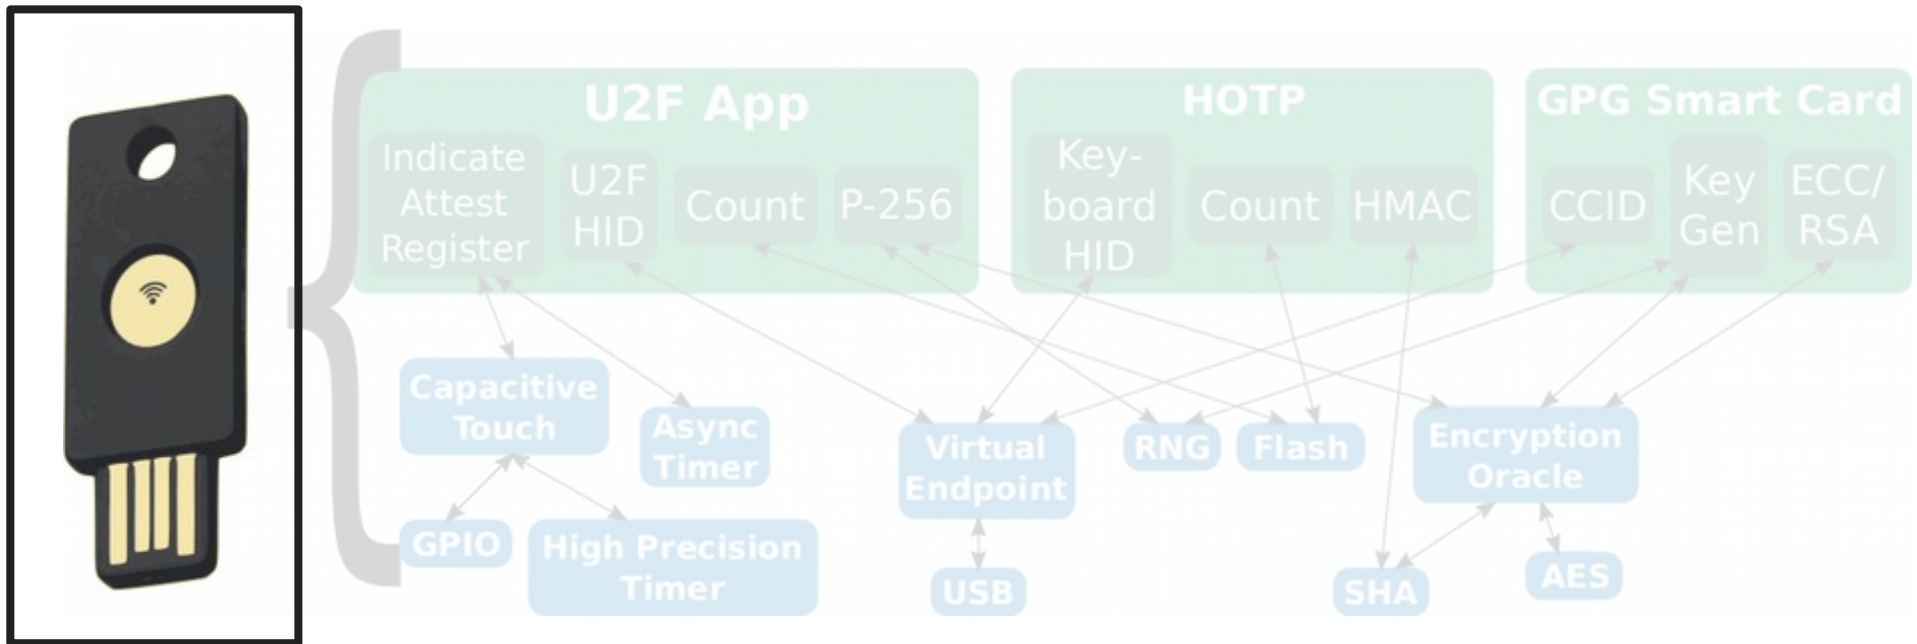 U2F App
Indicate
Attest
Register
U2F
HID
Count
P-256
HOTP
Key-
board
HID
Count
HMAC
GPG Smart Card
CCID
Key
Gen
ECC/
RSA
Capacitive
Touch
Async
Timer
Virtual
Endpoint
RNG
Flash
Encryption
Oracle
GPIO
High Precision
Timer
USB
SHA
AES